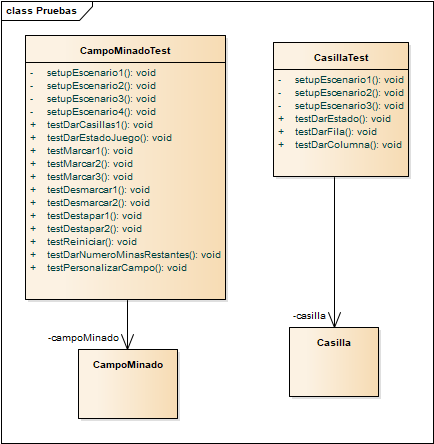 class Pruebas
CampoMinadoTest
- setupEscenario1(): void
- setupEscenario2(): void
- setupEscenario3(): void
- setupEscenario4(): void
+ testDarCasillas1(): void
+ testDarEstadoJuego(): void
+ testMarcar1(): void
+ testMarcar2(): void
+ testMarcar3(): void
+ testDesmarcar1(): void
+ testDesmarcar2(): void
+ testDestapar1(): void
+ testDestapar2(): void
+ testReiniciar(): void
+ testDarNumeroMinasRestantes(): void
+ testPersonalizarCampo(): void
CasillaTest
- setupEscenario1(): void
- setupEscenario2(): void
- setupEscenario3(): void
+ testDarEstado(): void
+ testDarFila(): void
+ testDarColumna(): void
-campoMinado
CampoMinado
-casilla
Casilla